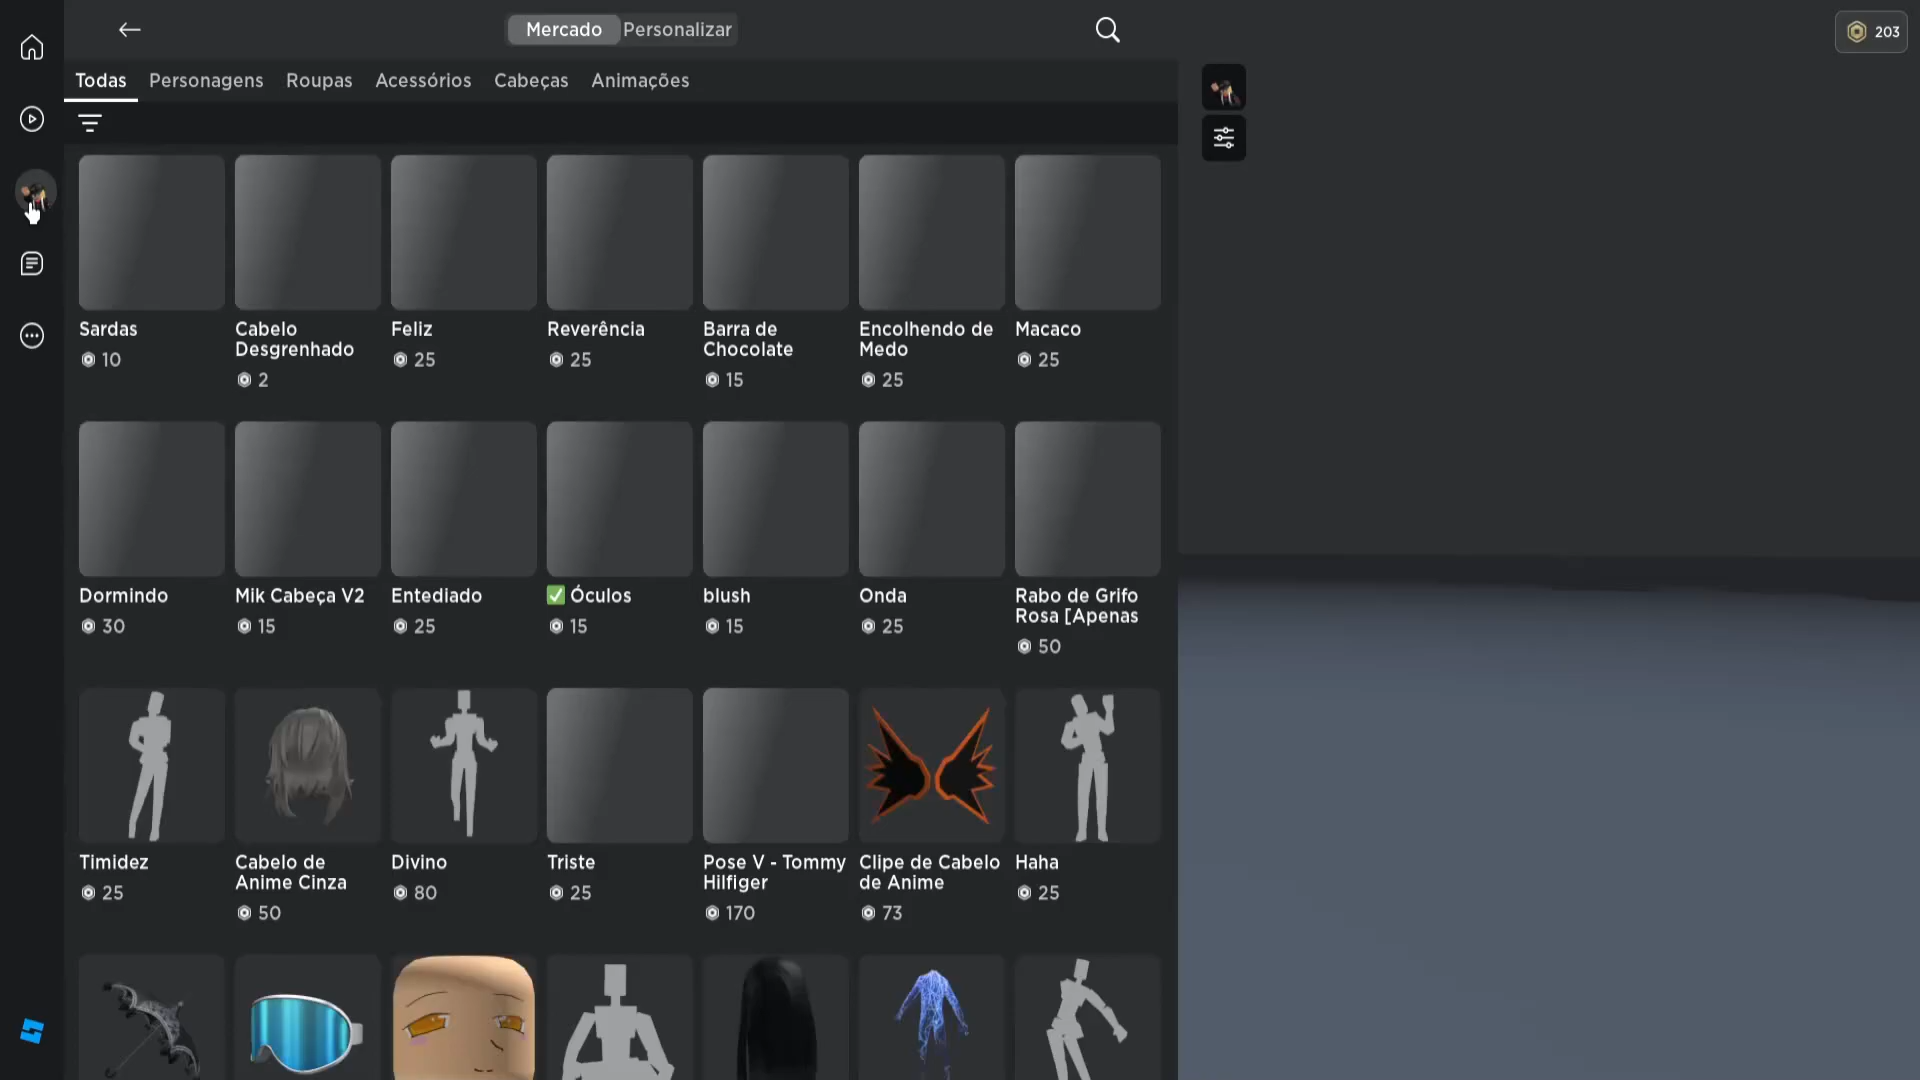 Mercado
Personalizar
203
Todas
Personagens
Roupas
Acessórios
Cabeças
Animações
Sardas
10
Cabelo
Desgrenhado
2
Feliz
25
Reverência
25
Barra de
Chocolate
15
Encolhendo de
Medo
25
Macaco
25
Dormindo
30
Mik Cabeça V2
15
Entediado
25
✅ Óculos
15
blush
15
Onda
25
Rabo de Grifo
Rosa [Apenas
50
Timidez
25
Cabelo de
Anime Cinza
50
Divino
80
Triste
25
Pose V - Tommy
Hilfiger
170
Clipe de Cabelo
de Anime
73
Haha
25